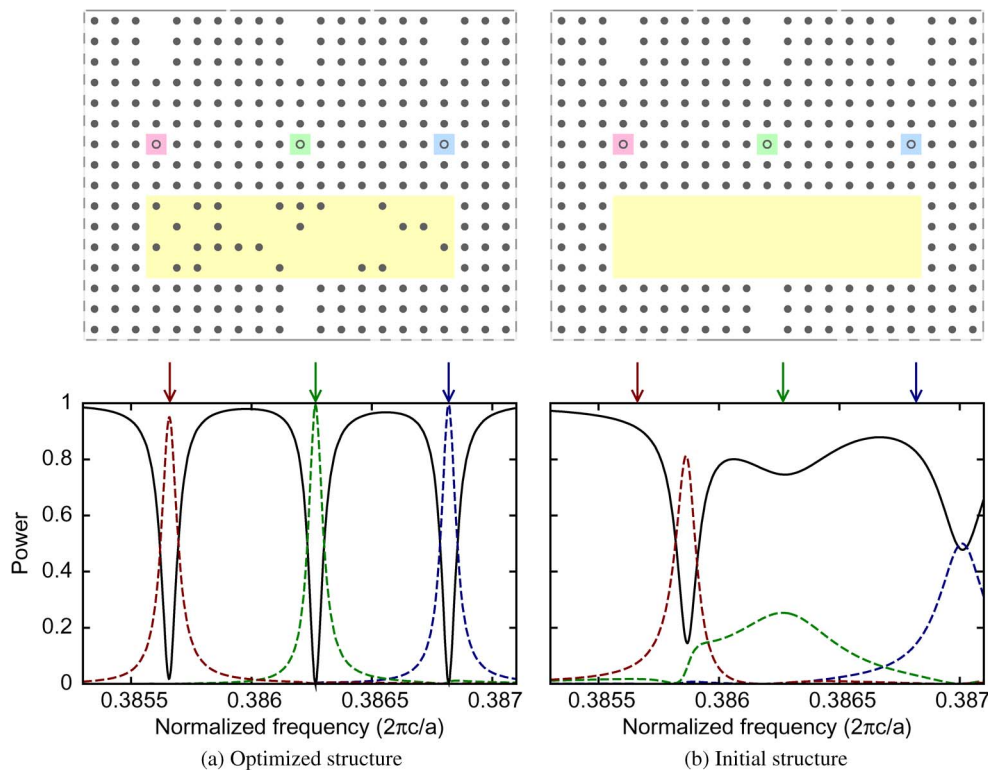 1
0.8
0.6
0.4
0.2
0
Power
0.3855 0.386 0.3865 0.387
0.3855 0.386 0.3865 0.387
Normalized frequency (2πc/a)
Normalized frequency (2πc/a)
(a) Optimized structure
(b) Initial structure